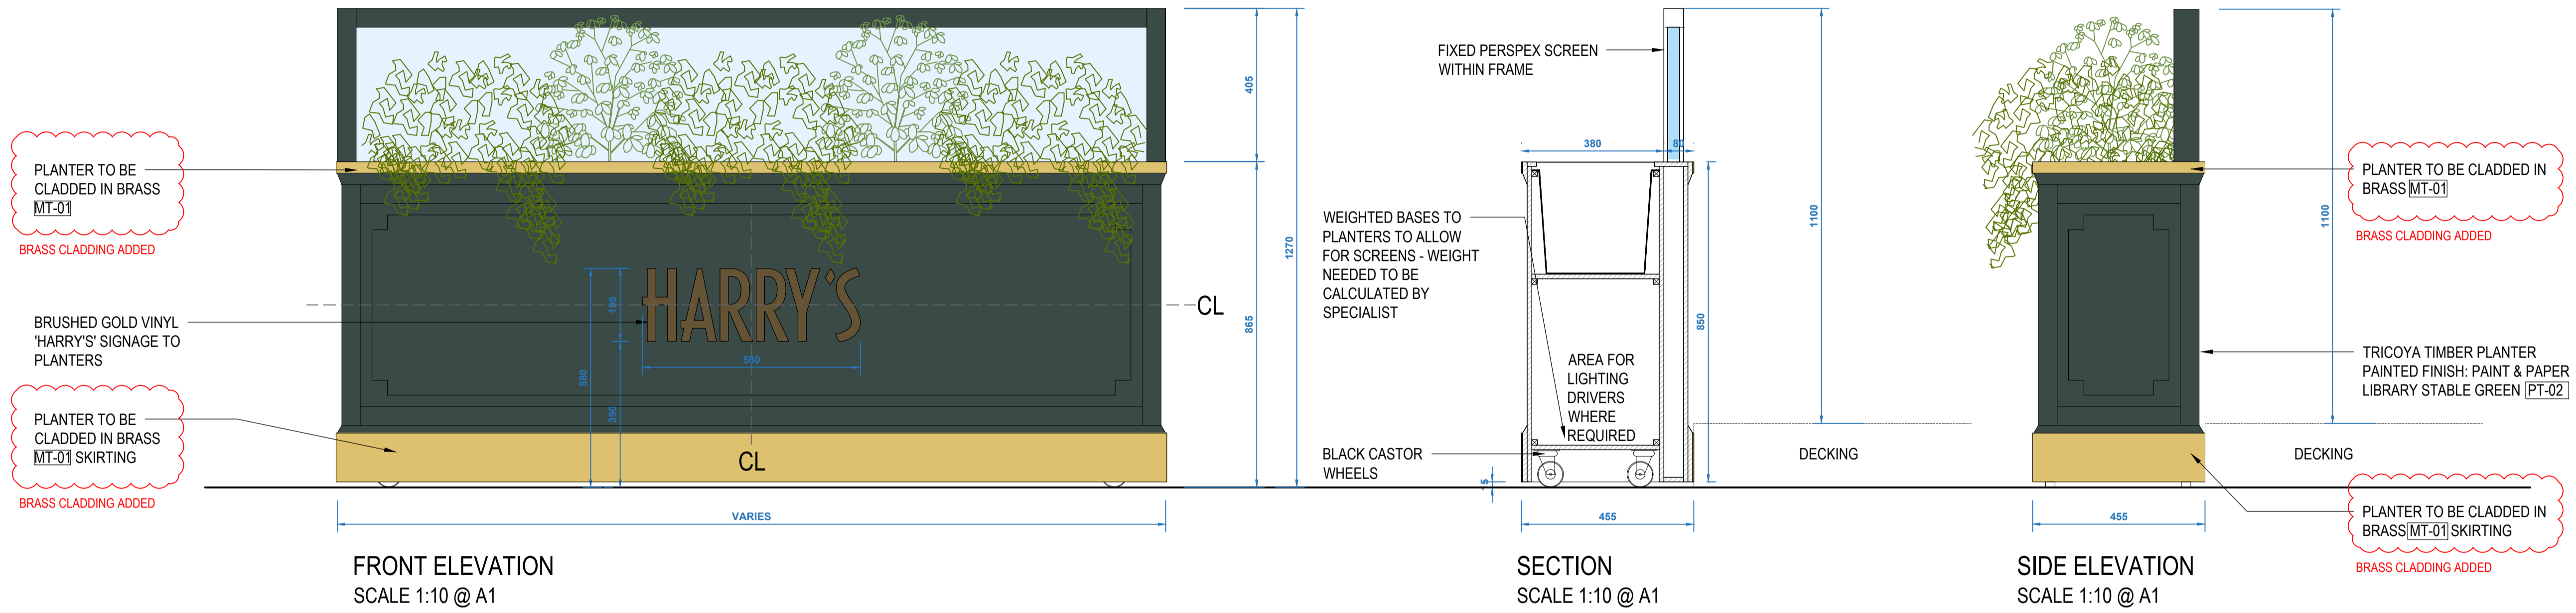 PLANTER TO BE
CLADDED IN BRASS
MT-01
BRASS CLADDING ADDED
BRUSHED GOLD VINYL
'HARRY'S' SIGNAGE TO
PLANTERS
PLANTER TO BE
CLADDED IN BRASS
MT-01 SKIRTING
BRASS CLADDING ADDED
HARRY'S
195
580
580
390
CL
CL
405
865
1270
VARIES
FRONT ELEVATION
SCALE 1:10 @ A1
FIXED PERSPEX SCREEN
WITHIN FRAME
380
80
WEIGHTED BASES TO
PLANTERS TO ALLOW
FOR SCREENS - WEIGHT
NEEDED TO BE
CALCULATED BY
SPECIALIST
AREA FOR
LIGHTING
DRIVERS
WHERE
REQUIRED
BLACK CASTOR
WHEELS
15
850
1100
DECKING
455
SECTION
SCALE 1:10 @ A1
1100
PLANTER TO BE CLADDED IN
BRASS MT-01
BRASS CLADDING ADDED
TRICOYA TIMBER PLANTER
PAINTED FINISH: PAINT & PAPER
LIBRARY STABLE GREEN PT-02
DECKING
PLANTER TO BE CLADDED IN
BRASS MT-01 SKIRTING
BRASS CLADDING ADDED
455
SIDE ELEVATION
SCALE 1:10 @ A1